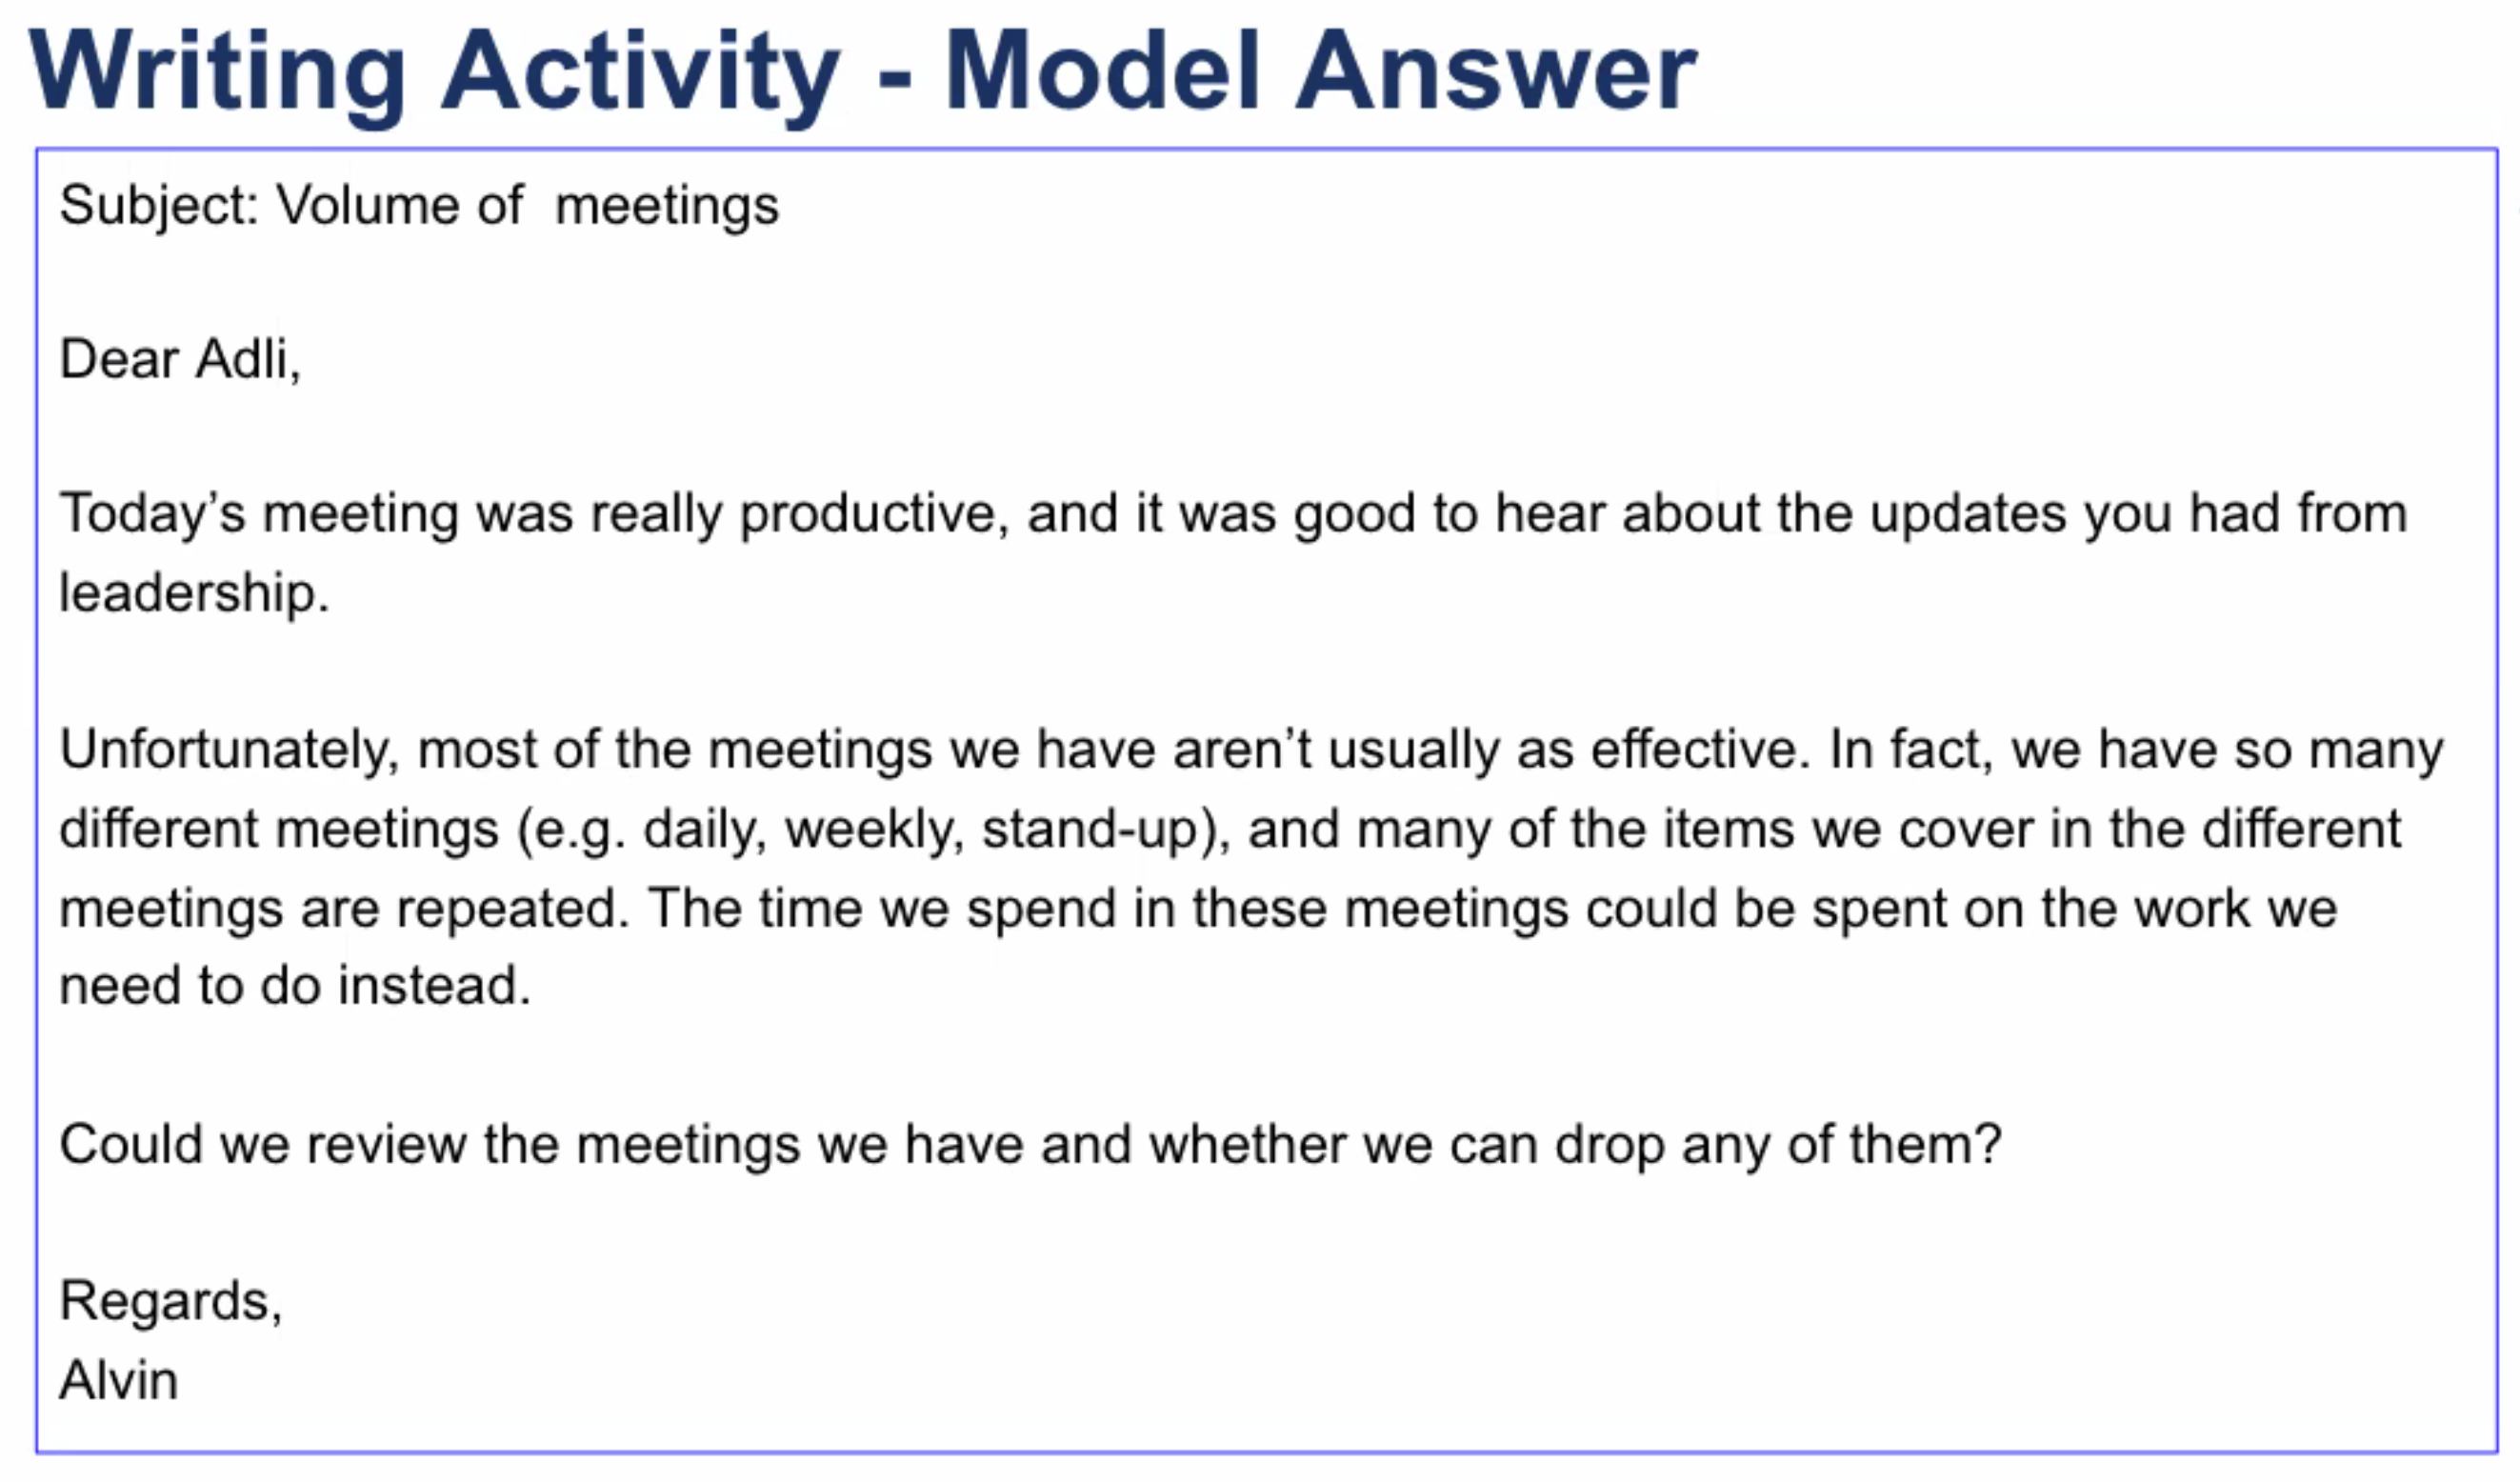 Writing Activity - Model Answer
Subject: Volume of  meetings
Dear Adli,
Today’s meeting was really productive, and it was good to hear about the updates you had from
leadership.
Unfortunately, most of the meetings we have aren’t usually as effective. In fact, we have so many
different meetings (e.g. daily, weekly, stand-up), and many of the items we cover in the different
meetings are repeated. The time we spend in these meetings could be spent on the work we
need to do instead.
Could we review the meetings we have and whether we can drop any of them?
Regards,
Alvin